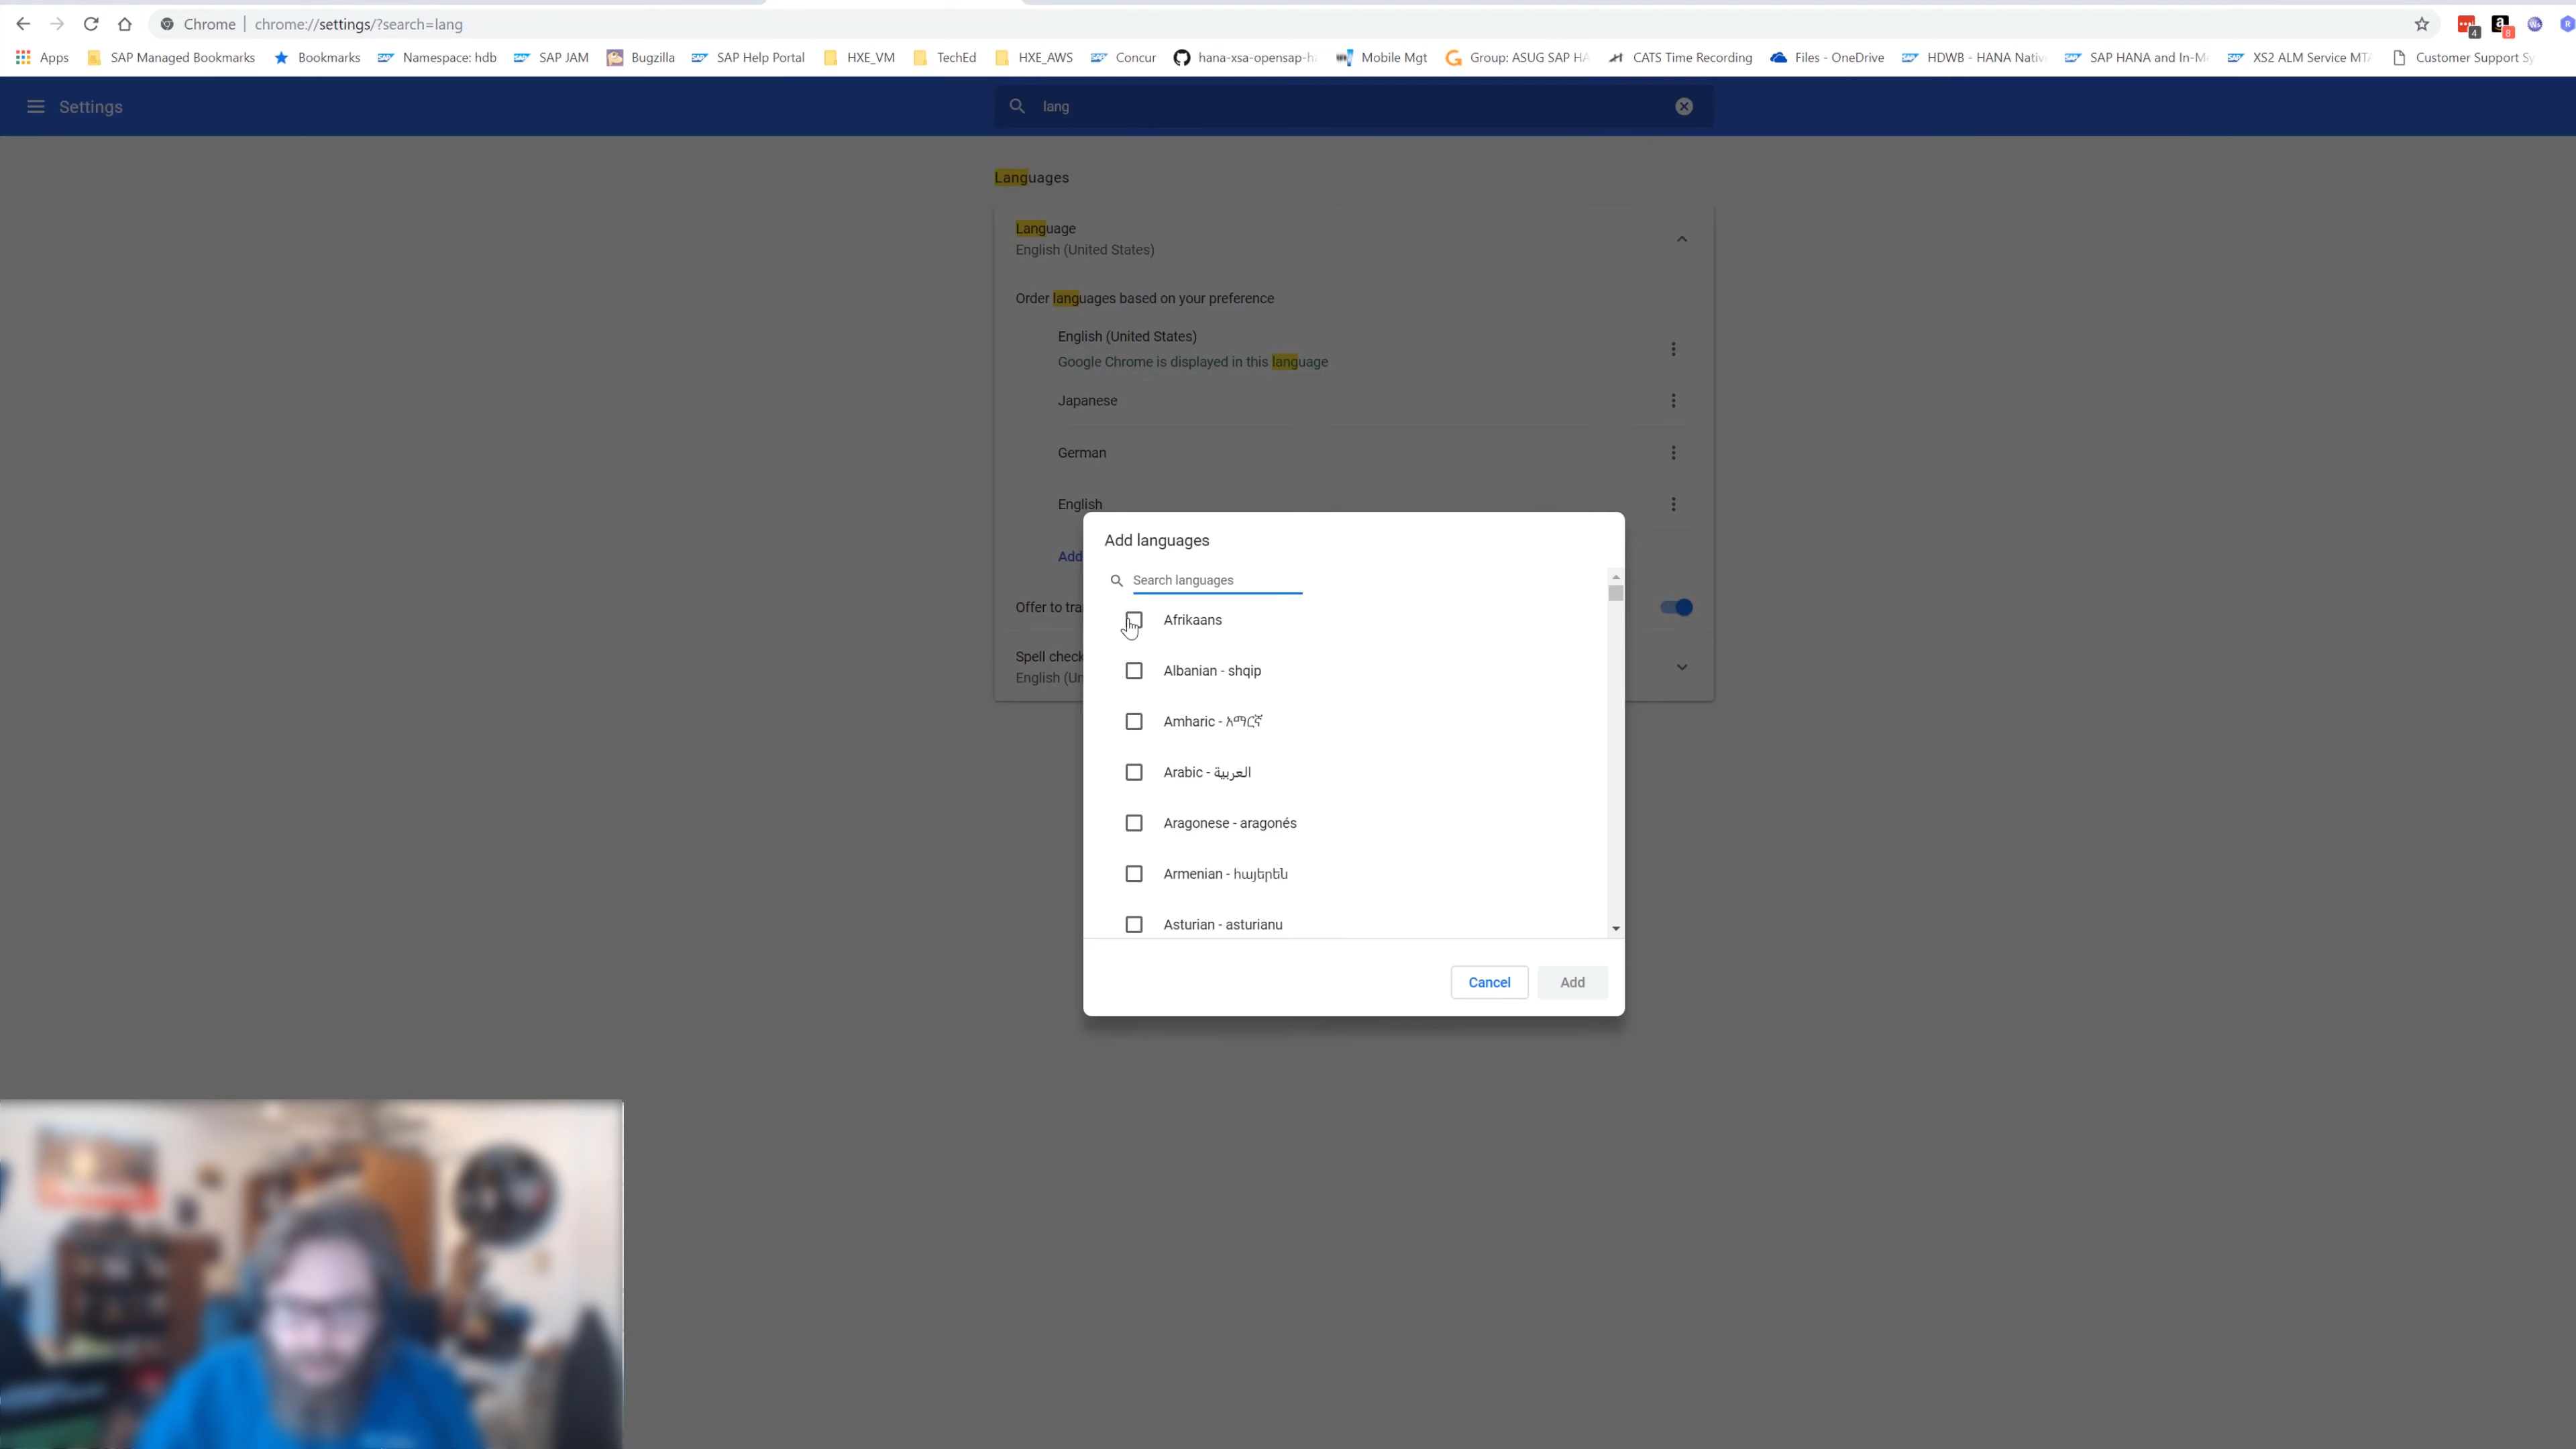 Chrome | chrome://settings/?search=lang
4 8
Apps SAP Managed Bookmarks Bookmarks Namespace: hdb SAP JAM Bugzilla SAP Help Portal HXE_VM TechEd HXE_AWS Concur hana-xsa-opensap-h Mobile Mgt Group: ASUG SAP HA CATS Time Recording Files - OneDrive HDWB - HANA Nativ SAP HANA and In-M XS2 ALM Service MT Customer Support Sy
Settings
lang
Languages
Language
English (United States)
Order languages based on your preference
English (United States)
Google Chrome is displayed in this language
Japanese
German
English
Add
Offer to tra
Spell check
English (Un
Add languages
Search languages
Afrikaans
Albanian - shqip
Amharic - አማርኛ
Arabic - العربية
Aragonese - aragonés
Armenian - հայերեն
Asturian - asturianu
Cancel Add